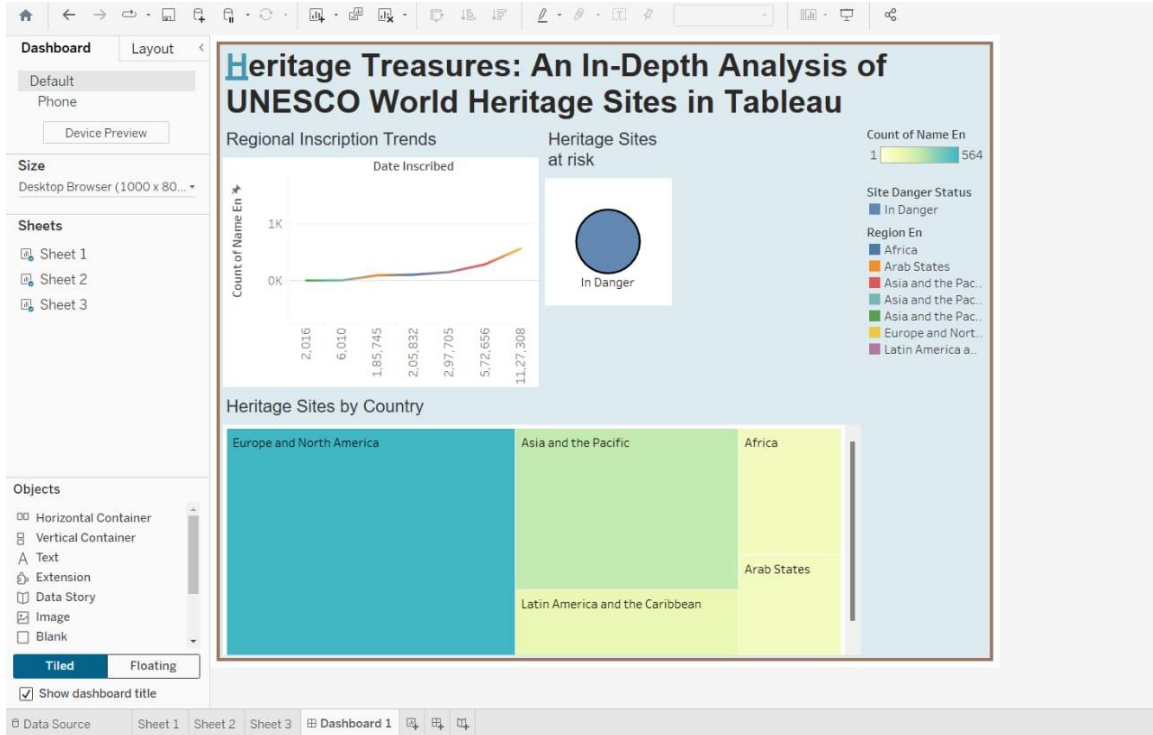 Dashboard Layout
Default
Phone
Device Preview
Size
Desktop Browser (1000 x 80...
Sheets
Sheet 1
Sheet 2
Sheet 3
Objects
Horizontal Container
Vertical Container
Text
Extension
Data Story
Image
Blank
Tiled Floating
Show dashboard title
Heritage Treasures: An In-Depth Analysis of
UNESCO World Heritage Sites in Tableau
Regional Inscription Trends
Date Inscribed
Count of Name En
1K
0K
2,016
6,010
1,85,745
2,05,832
2,97,705
5,72,656
11,27,308
Heritage Sites
at risk
In Danger
Count of Name En
1 564
Site Danger Status
In Danger
Region En
Africa
Arab States
Asia and the Pac..
Asia and the Pac..
Asia and the Pac..
Europe and Nort..
Latin America a..
Heritage Sites by Country
Europe and North America
Asia and the Pacific
Africa
Arab States
Latin America and the Caribbean
Data Source Sheet 1 Sheet 2 Sheet 3 Dashboard 1